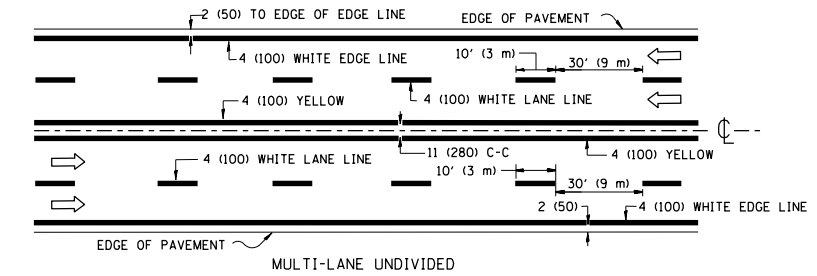 2 (50) TO EDGE OF EDGE LINE
EDGE OF PAVEMENT
4 (100) WHITE EDGE LINE
10' (3 m)
30' (9 m)
4 (100) YELLOW
4 (100) WHITE LANE LINE
℄
4 (100) WHITE LANE LINE
11 (280) C-C
4 (100) YELLOW
10' (3 m)
30' (9 m)
2 (50)
4 (100) WHITE EDGE LINE
EDGE OF PAVEMENT
MULTI-LANE UNDIVIDED